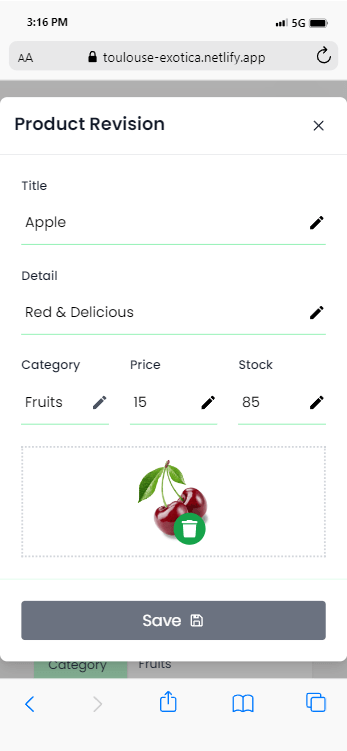 3:16 PM
5G
AA
toulouse-exotica.netlify.app
Product Revision
Title
Apple
Detail
Red & Delicious
Category Price Stock
Fruits 15 85
Save
Category Fruits